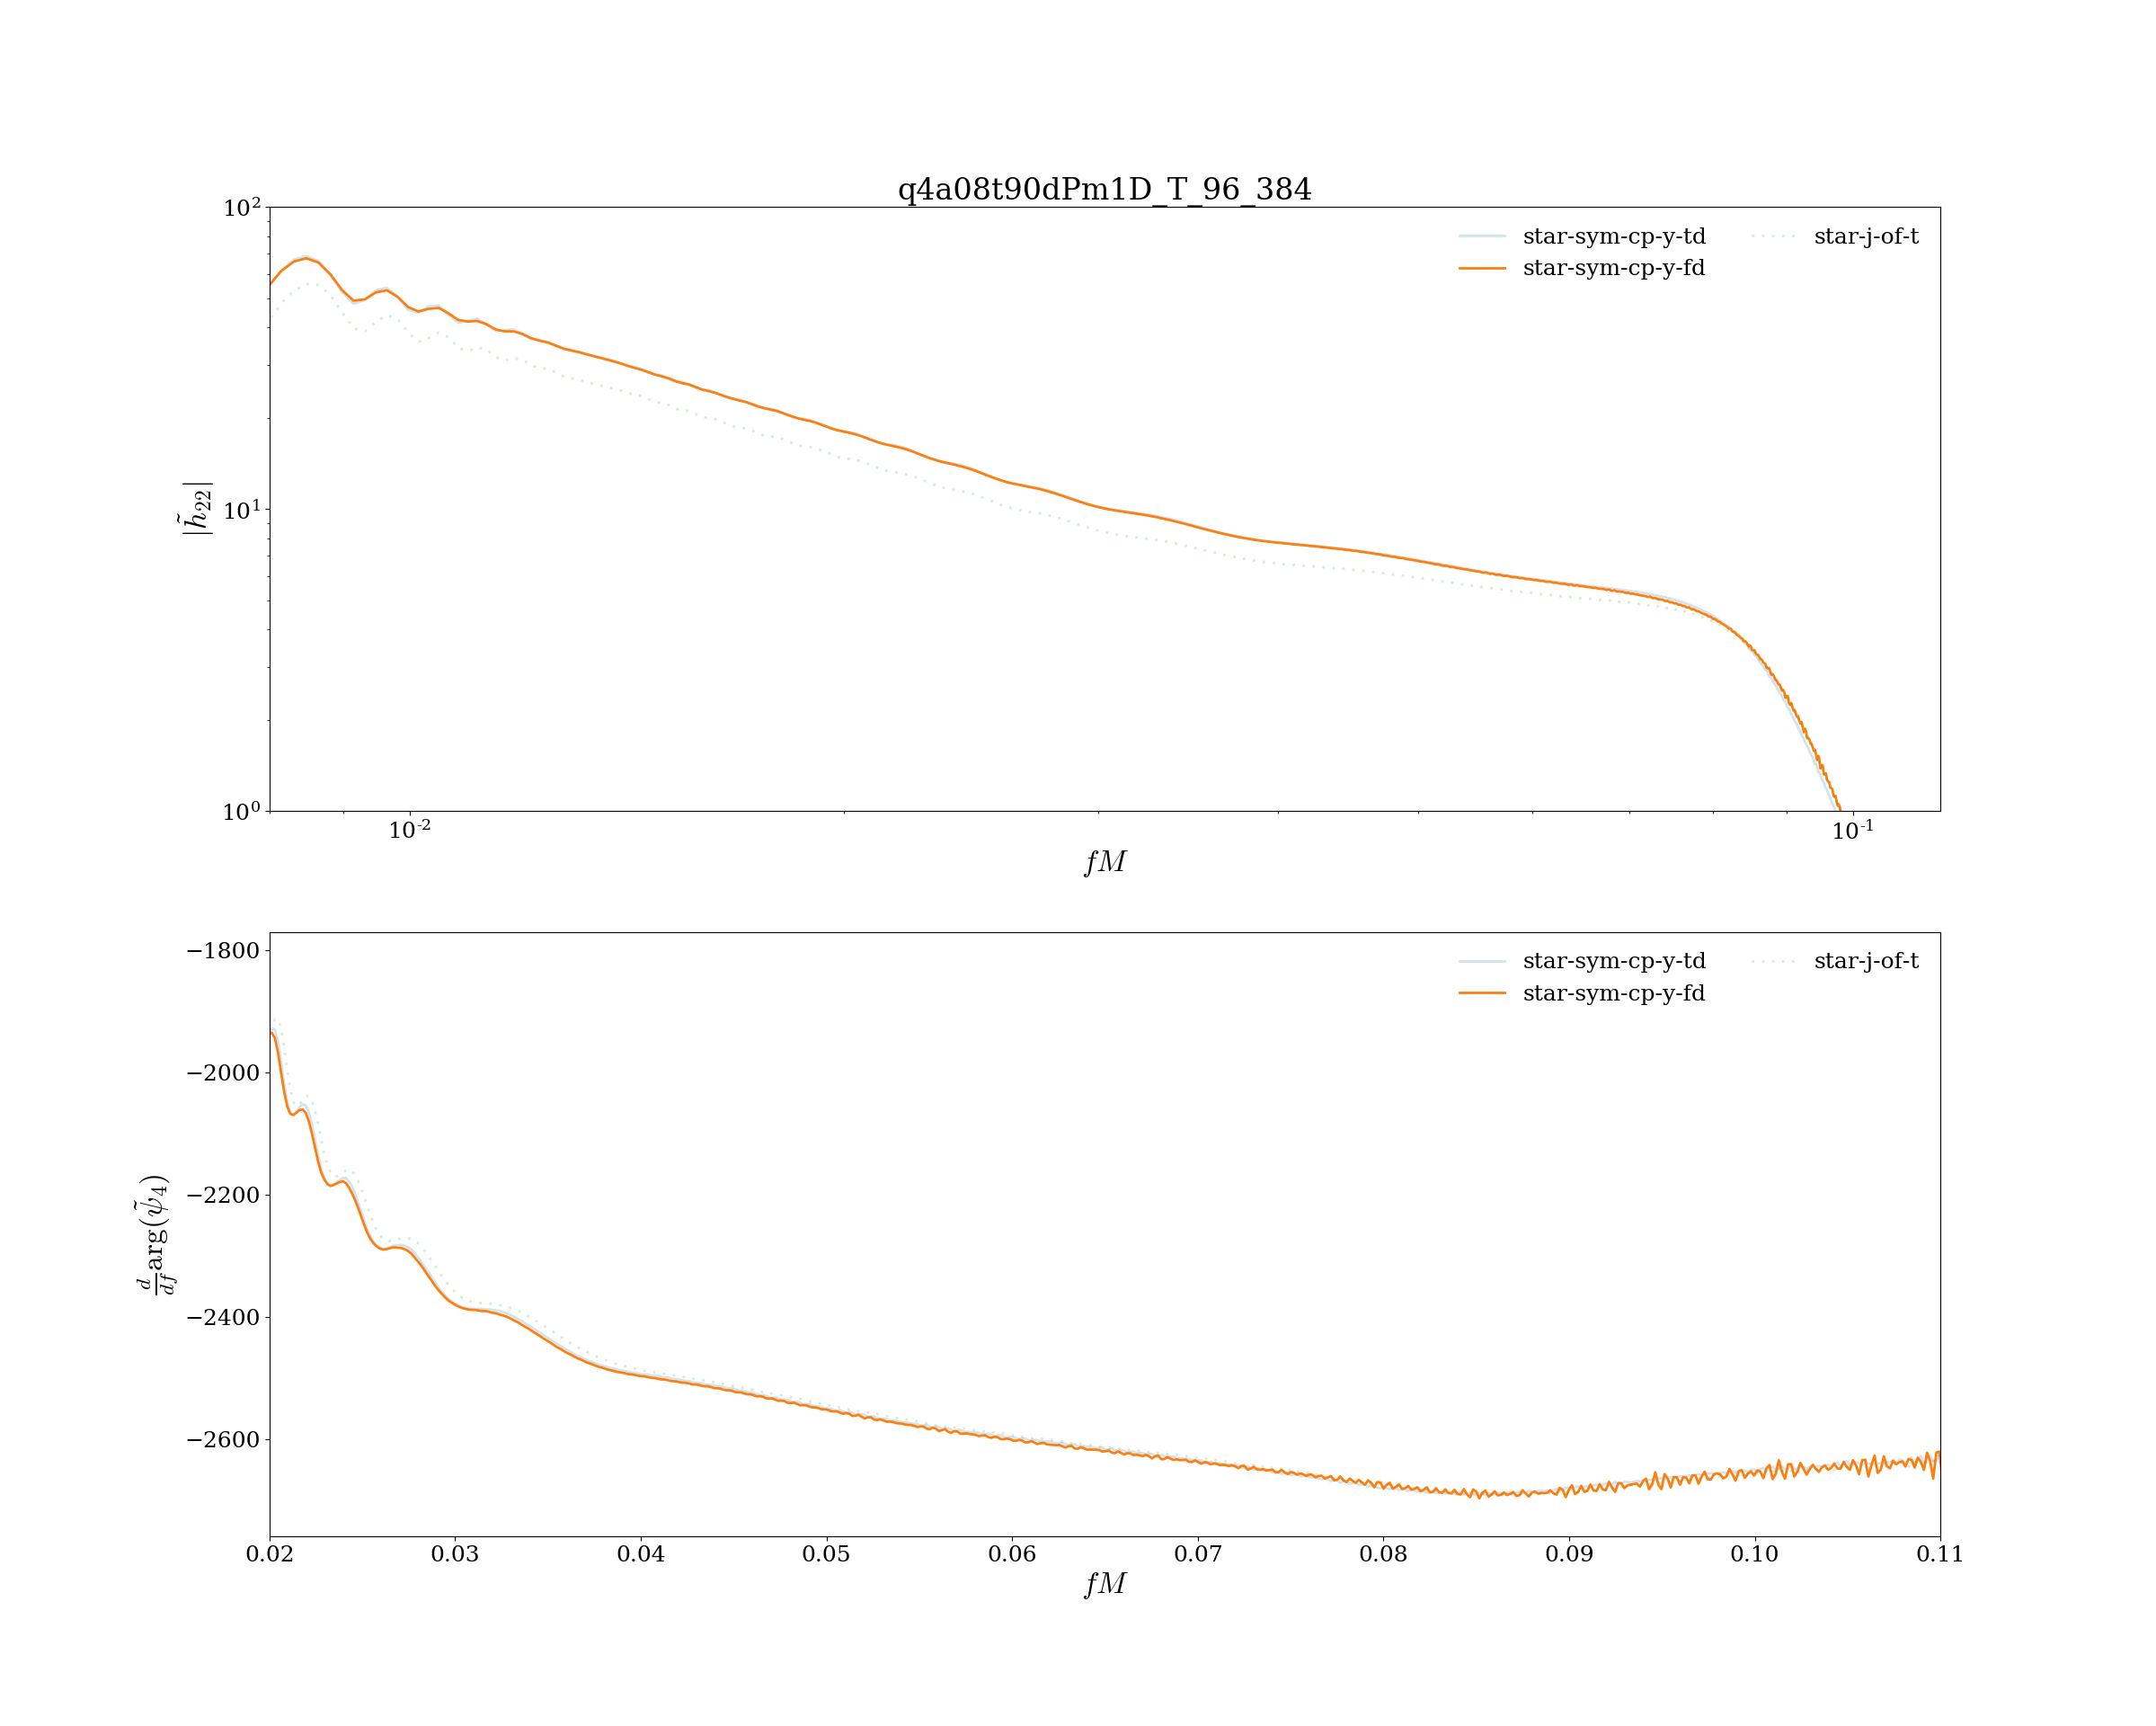 q4a08t90dPm1D_T_96_384
10²
10¹
10⁰
|h̃₂₂|
star-sym-cp-y-td
star-sym-cp-y-fd
star-j-of-t
10⁻²
10⁻¹
fM
−1800
−2000
−2200
−2400
−2600
d/df arg(ψ̃₄)
star-sym-cp-y-td
star-sym-cp-y-fd
star-j-of-t
0.02 0.03 0.04 0.05 0.06 0.07 0.08 0.09 0.10 0.11
fM